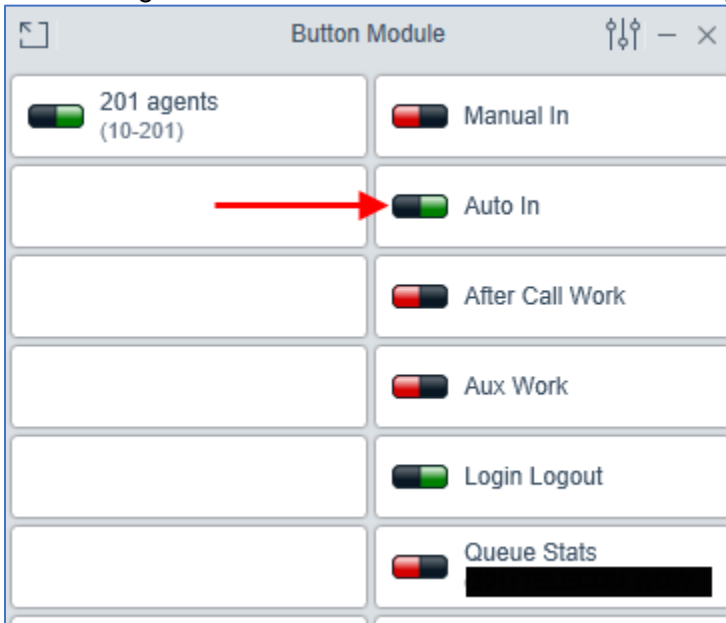 Button Module
201 agents
(10-201)
Manual In
Auto In
After Call Work
Aux Work
Login Logout
Queue Stats